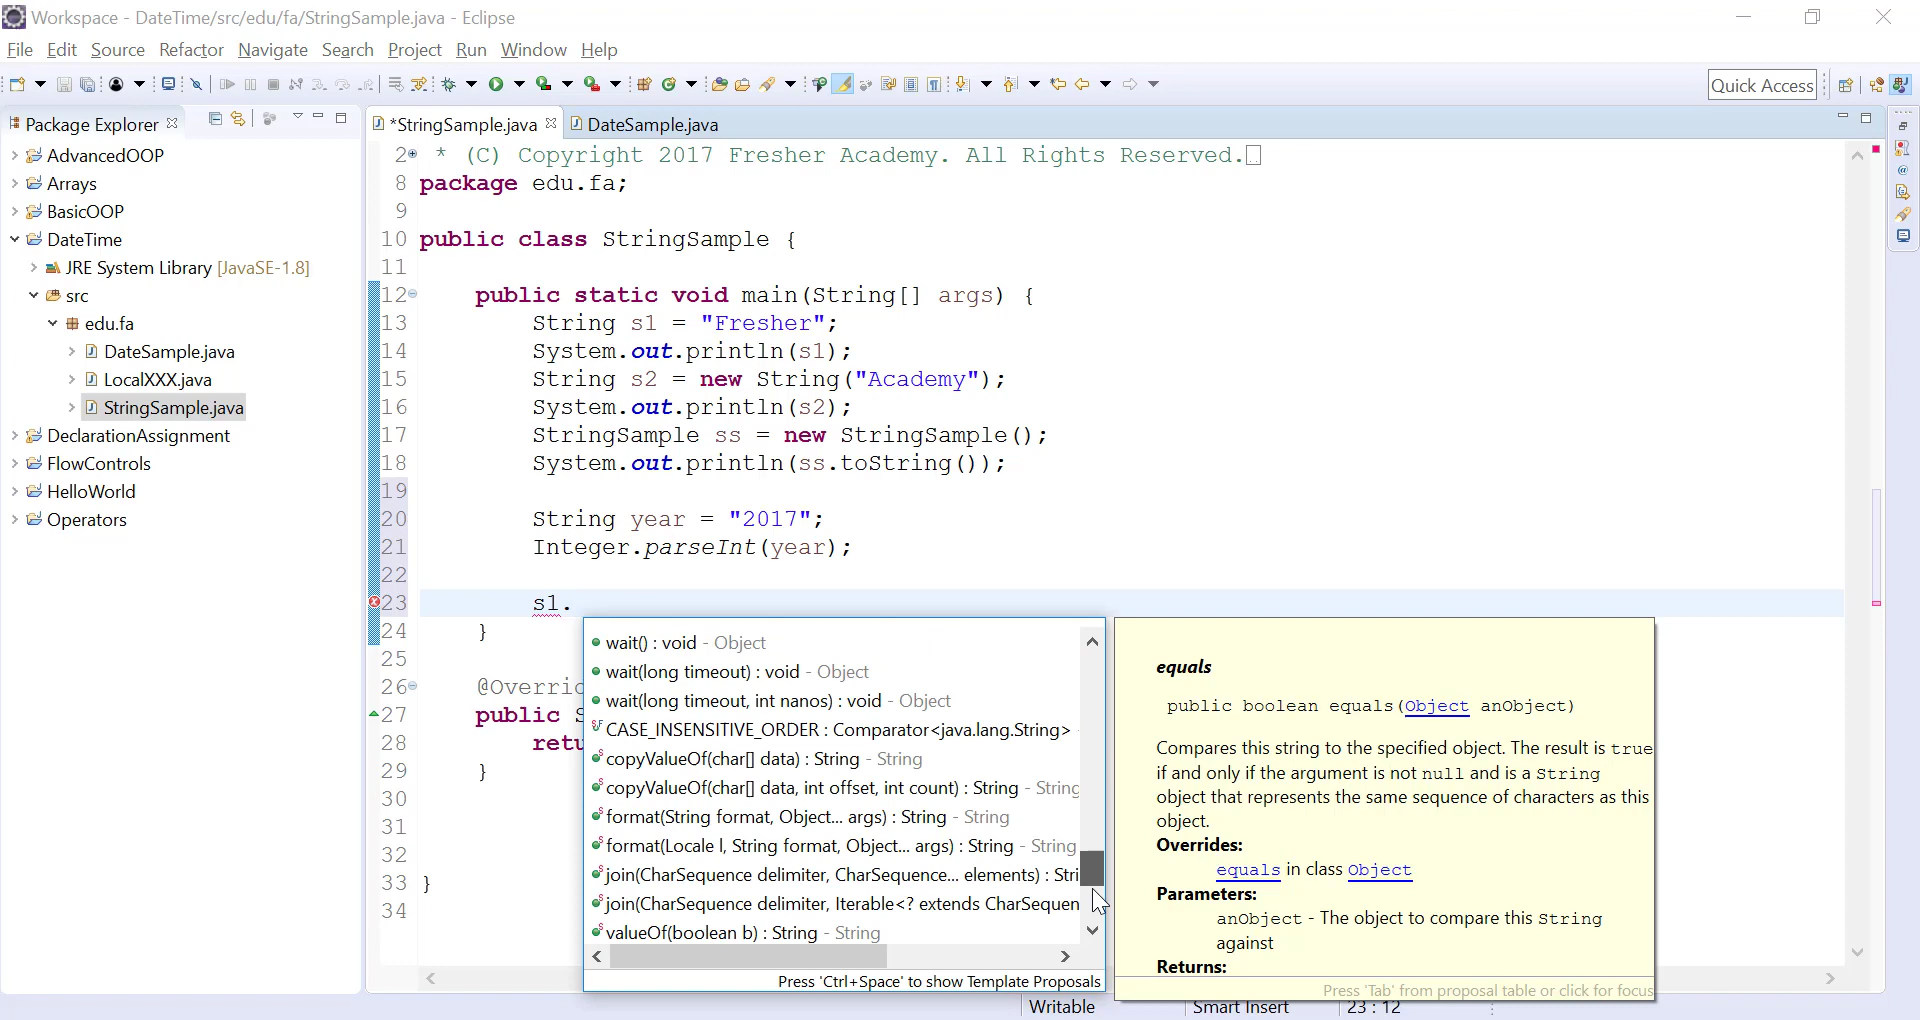 Workspace - DateTime/src/edu/fa/StringSample.java - Eclipse
File Edit Source Refactor Navigate Search Project Run Window Help
Quick Access
Package Explorer
AdvancedOOP
Arrays
BasicOOP
DateTime
JRE System Library [JavaSE-1.8]
src
edu.fa
DateSample.java
LocalXXX.java
StringSample.java
DeclarationAssignment
FlowControls
HelloWorld
Operators
*StringSample.java DateSample.java
2 * (C) Copyright 2017 Fresher Academy. All Rights Reserved.
8 package edu.fa;
9
10 public class StringSample {
11
12 public static void main(String[] args) {
13 String s1 = "Fresher";
14 System.out.println(s1);
15 String s2 = new String("Academy");
16 System.out.println(s2);
17 StringSample ss = new StringSample();
18 System.out.println(ss.toString());
19
20 String year = "2017";
21 Integer.parseInt(year);
22
23 s1.
24 }
25
26 @Overric
27 public S
28 retu
29 }
30
31
32
33 }
34
wait() : void - Object
wait(long timeout) : void - Object
wait(long timeout, int nanos) : void - Object
CASE_INSENSITIVE_ORDER : Comparator<java.lang.String>
copyValueOf(char[] data) : String - String
copyValueOf(char[] data, int offset, int count) : String - String
format(String format, Object... args) : String - String
format(Locale l, String format, Object... args) : String - String
join(CharSequence delimiter, CharSequence... elements) : Stri
join(CharSequence delimiter, Iterable<? extends CharSequen
valueOf(boolean b) : String - String
Press 'Ctrl+Space' to show Template Proposals
equals
public boolean equals(Object anObject)
Compares this string to the specified object. The result is true
if and only if the argument is not null and is a String
object that represents the same sequence of characters as this
object.
Overrides:
equals in class Object
Parameters:
anObject - The object to compare this String
against
Returns:
Press 'Tab' from proposal table or click for focus
Writable Smart Insert 23 : 12